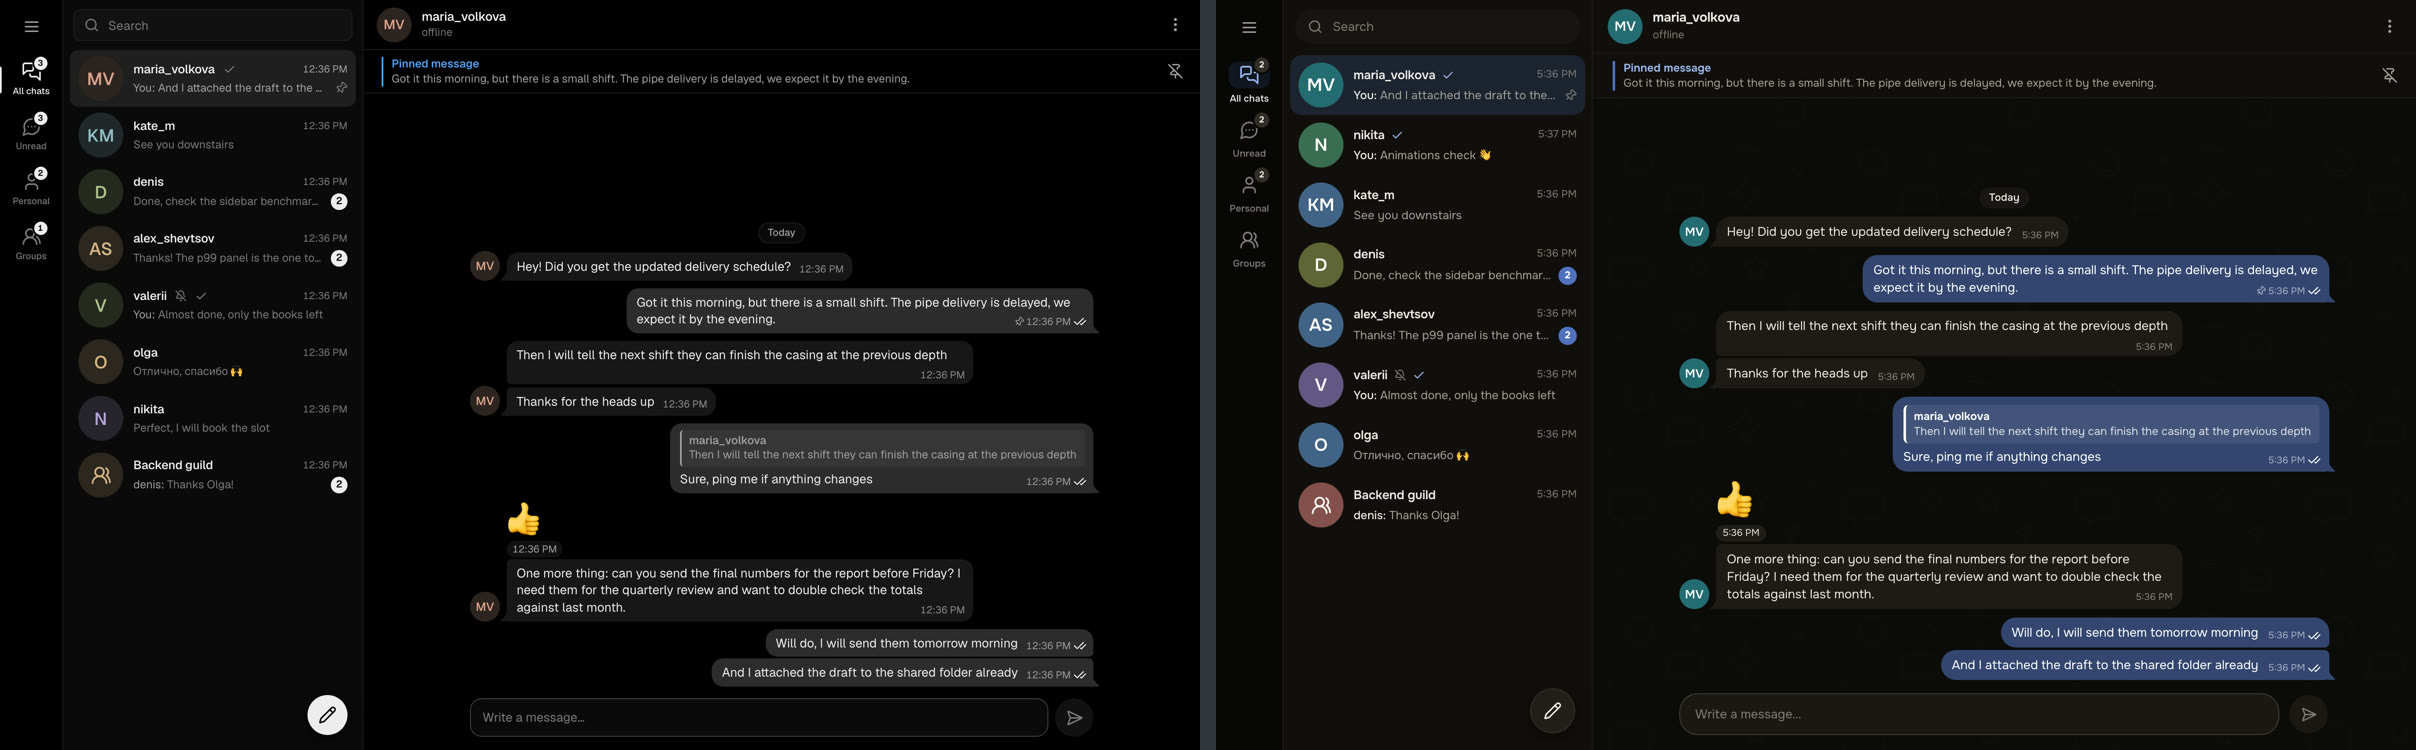 3
All chats
3
Unread
2
Personal
1
Groups
Search
MV
maria_volkova
12:36 PM
You: And I attached the draft to the ...
KM
kate_m
12:36 PM
See you downstairs
D
denis
12:36 PM
Done, check the sidebar benchmar...
2
AS
alex_shevtsov
12:36 PM
Thanks! The p99 panel is the one to...
2
V
valerii
12:36 PM
You: Almost done, only the books left
O
olga
12:36 PM
Отлично, спасибо 🙌
N
nikita
12:36 PM
Perfect, I will book the slot
Backend guild
12:36 PM
denis: Thanks Olga!
2
MV
maria_volkova
offline
Pinned message
Got it this morning, but there is a small shift. The pipe delivery is delayed, we expect it by the evening.
Today
MV
Hey! Did you get the updated delivery schedule? 12:36 PM
Got it this morning, but there is a small shift. The pipe delivery is delayed, we
expect it by the evening.
12:36 PM
Then I will tell the next shift they can finish the casing at the previous depth
12:36 PM
MV
Thanks for the heads up 12:36 PM
maria_volkova
Then I will tell the next shift they can finish the casing at the previous depth
Sure, ping me if anything changes
12:36 PM
👍
12:36 PM
One more thing: can you send the final numbers for the report before Friday? I
need them for the quarterly review and want to double check the totals
against last month.
12:36 PM
MV
Will do, I will send them tomorrow morning 12:36 PM
And I attached the draft to the shared folder already 12:36 PM
Write a message...
2
All chats
2
Unread
2
Personal
Groups
Search
MV
maria_volkova
5:36 PM
You: And I attached the draft to the...
N
nikita
5:37 PM
You: Animations check 👋
KM
kate_m
5:36 PM
See you downstairs
D
denis
5:36 PM
Done, check the sidebar benchmar...
2
AS
alex_shevtsov
5:36 PM
Thanks! The p99 panel is the one t...
2
V
valerii
5:36 PM
You: Almost done, only the books left
O
olga
5:36 PM
Отлично, спасибо 🙌
Backend guild
5:36 PM
denis: Thanks Olga!
MV
maria_volkova
offline
Pinned message
Got it this morning, but there is a small shift. The pipe delivery is delayed, we expect it by the evening.
Today
MV
Hey! Did you get the updated delivery schedule? 5:36 PM
Got it this morning, but there is a small shift. The pipe delivery is delayed, we
expect it by the evening.
5:36 PM
Then I will tell the next shift they can finish the casing at the previous depth
5:36 PM
MV
Thanks for the heads up 5:36 PM
maria_volkova
Then I will tell the next shift they can finish the casing at the previous depth
Sure, ping me if anything changes
5:36 PM
👍
5:36 PM
One more thing: can you send the final numbers for the report before
Friday? I need them for the quarterly review and want to double check the
totals against last month.
5:36 PM
MV
Will do, I will send them tomorrow morning 5:36 PM
And I attached the draft to the shared folder already 5:36 PM
Write a message...